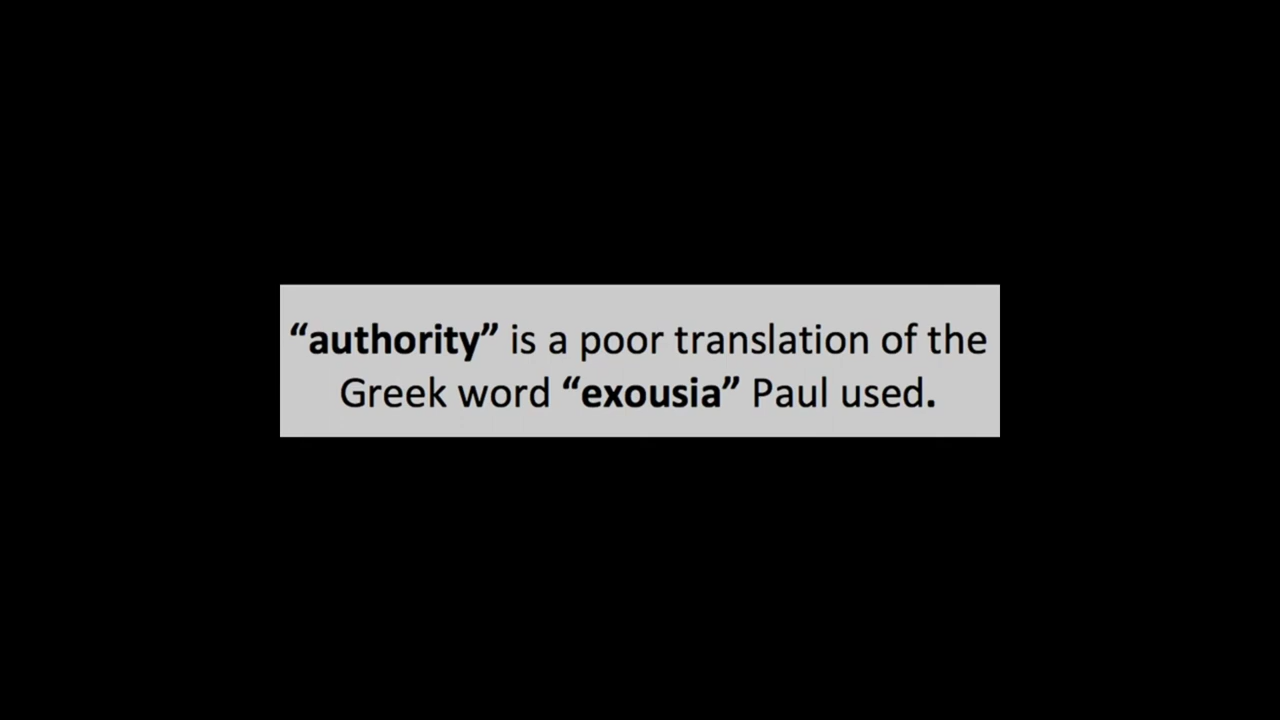 “authority” is a poor translation of the
Greek word “exousia” Paul used.